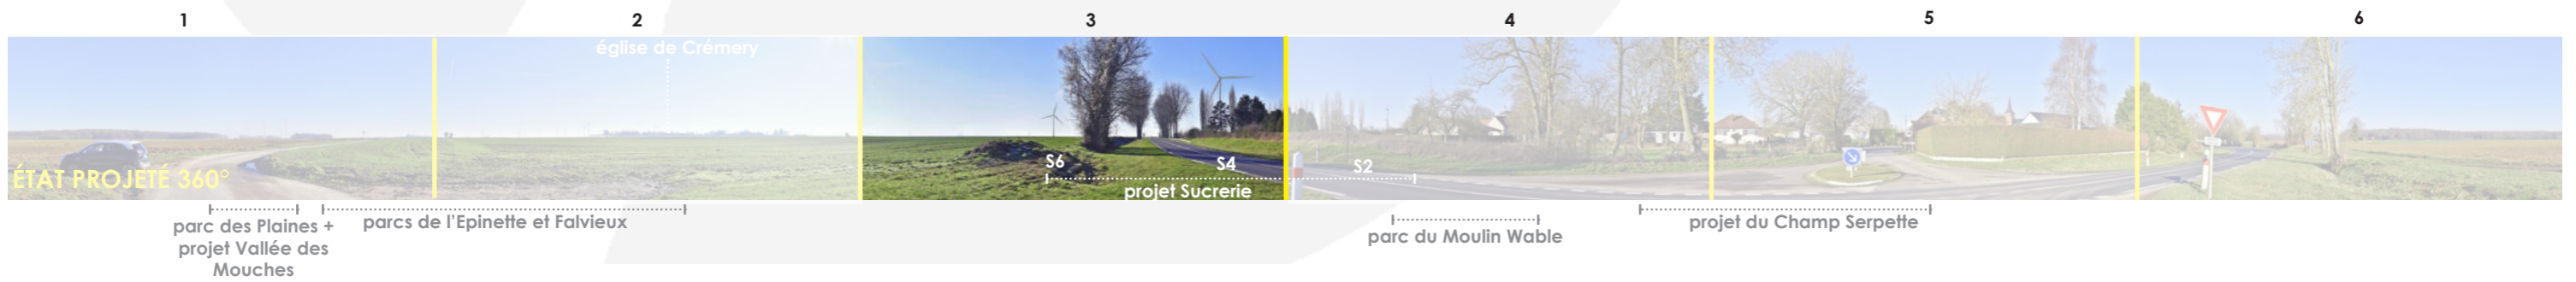 1
2
3
4
5
6
église de Crémery
S6
S4
S2
projet Sucrerie
ÉTAT PROJETÉ 360°
parc des Plaines +
projet Vallée des
Mouches
parcs de l'Epinette et Falvieux
parc du Moulin Wable
projet du Champ Serpette